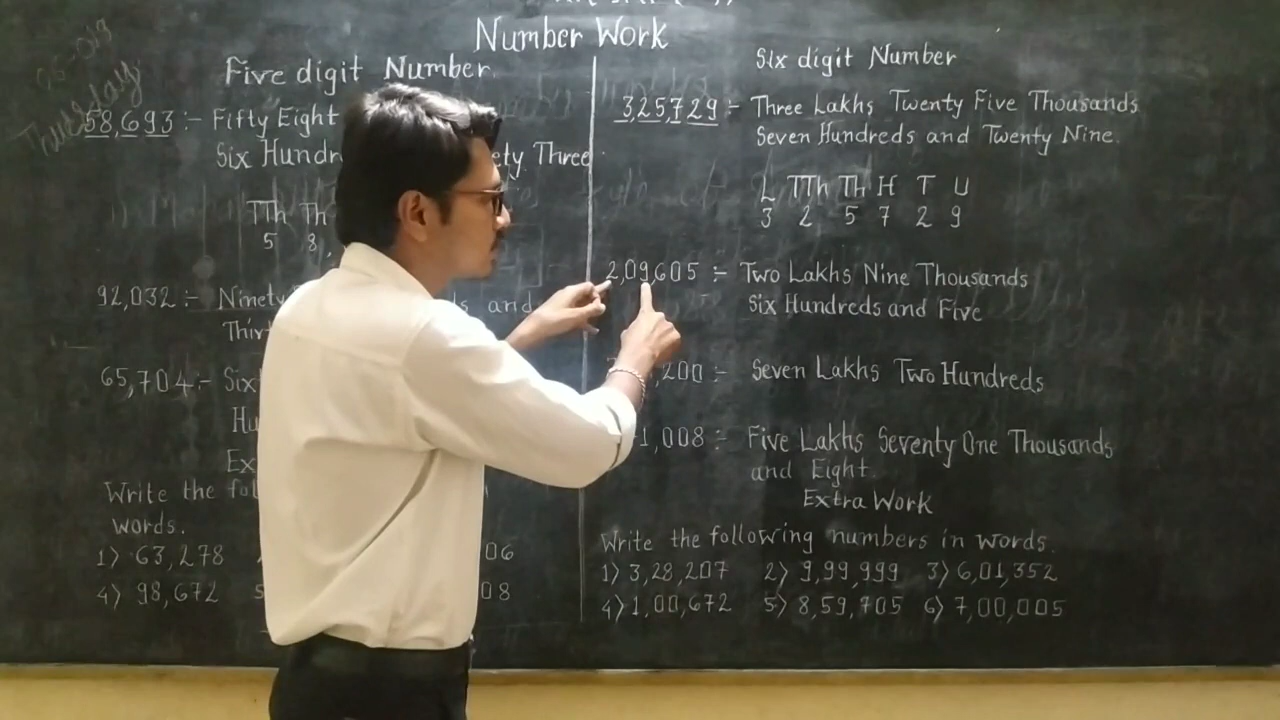 Number Work
Five digit Number
58,693 :- Fifty Eight
Six Hundr ety Three
TTh Th
5 8,
92,032 :- Ninety s and
Thirt
65,704 :- Six
Hu
Ex
Write the fol
words.
1) 63,278 06
4) 98,672 5 08
Six digit Number
3,25,729 :- Three Lakhs Twenty Five Thousands
Seven Hundreds and Twenty Nine.
L TTh Th H T U
3 2 5 7 2 9
2,09,605 :- Two Lakhs Nine Thousands
Six Hundreds and Five
,200 :- Seven Lakhs Two Hundreds
1,008 :- Five Lakhs Seventy One Thousands
and Eight.
Extra Work
Write the following numbers in words.
1) 3,28,207 2) 9,99,999 3) 6,01,352
4) 1,00,672 5) 8,59,705 6) 7,00,005